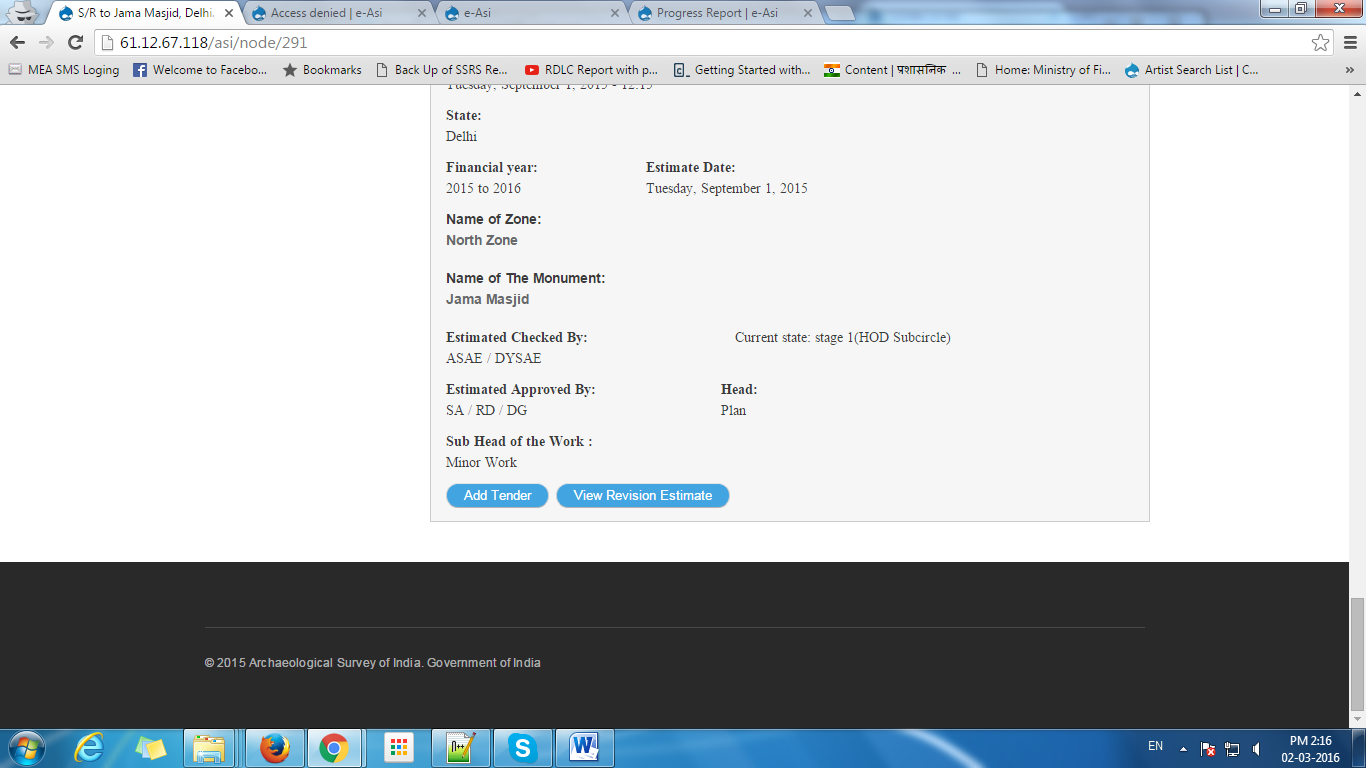 S/R to Jama Masjid, Delhi. Access denied | e-Asi e-Asi Progress Report | e-Asi
61.12.67.118/asi/node/291
MEA SMS Loging Welcome to Facebo... Bookmarks Back Up of SSRS Re... RDLC Report with p... Getting Started with... Content | प्रशासनिक ... Home: Ministry of Fi... Artist Search List | C... »
Tuesday, September 1, 2015 - 12:15
State:
Delhi
Financial year: Estimate Date:
2015 to 2016 Tuesday, September 1, 2015
Name of Zone:
North Zone
Name of The Monument:
Jama Masjid
Estimated Checked By: Current state: stage 1(HOD Subcircle)
ASAE / DYSAE
Estimated Approved By: Head:
SA / RD / DG Plan
Sub Head of the Work :
Minor Work
Add Tender View Revision Estimate
© 2015 Archaeological Survey of India. Government of India
EN PM 2:16
02-03-2016